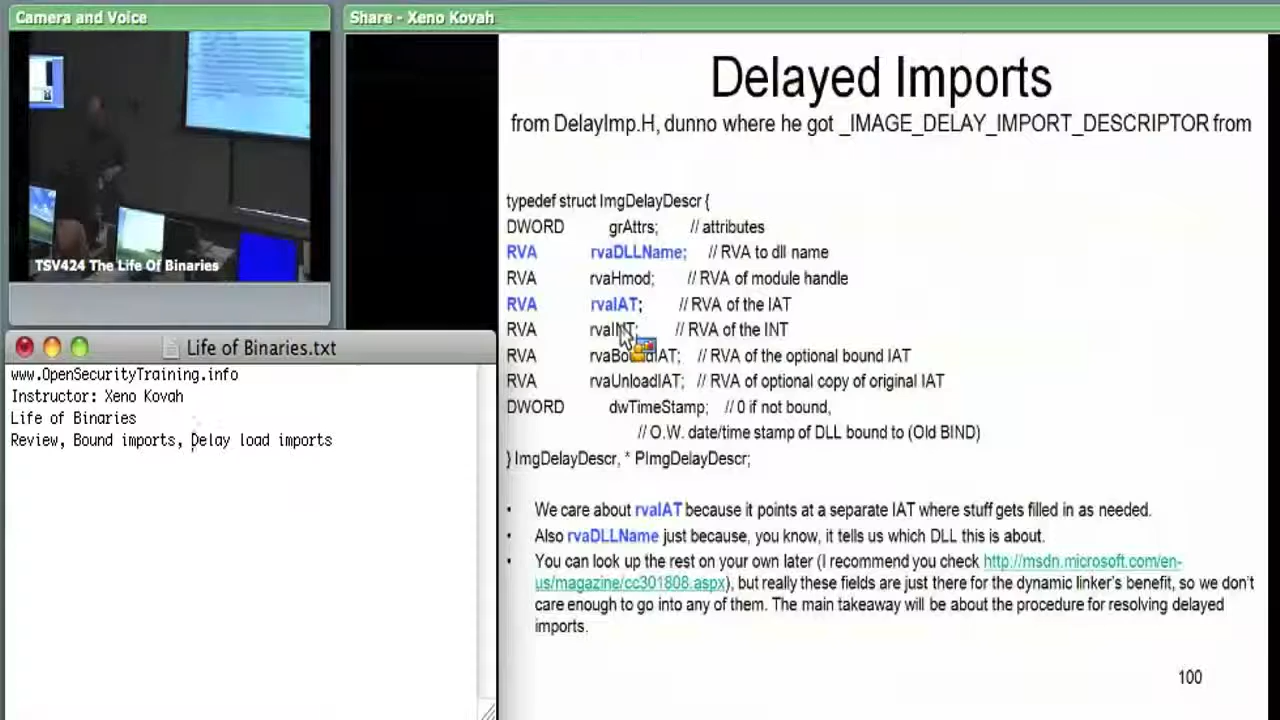 Camera and Voice
Share - Xeno Kovah
TSV424 The Life Of Binaries
Life of Binaries.txt
www.OpenSecurityTraining.info
Instructor: Xeno Kovah
Life of Binaries
Review, Bound imports, Delay load imports
Delayed Imports
from DelayImp.H, dunno where he got _IMAGE_DELAY_IMPORT_DESCRIPTOR from
typedef struct ImgDelayDescr {
DWORD grAttrs; // attributes
RVA rvaDLLName; // RVA to dll name
RVA rvaHmod; // RVA of module handle
RVA rvaIAT; // RVA of the IAT
RVA rvaINT; // RVA of the INT
RVA rvaBoundIAT; // RVA of the optional bound IAT
RVA rvaUnloadIAT; // RVA of optional copy of original IAT
DWORD dwTimeStamp; // 0 if not bound,
// O.W. date/time stamp of DLL bound to (Old BIND)
} ImgDelayDescr, * PImgDelayDescr;
• We care about rvaIAT because it points at a separate IAT where stuff gets filled in as needed.
• Also rvaDLLName just because, you know, it tells us which DLL this is about.
• You can look up the rest on your own later (I recommend you check http://msdn.microsoft.com/en-
us/magazine/cc301808.aspx), but really these fields are just there for the dynamic linker's benefit, so we don't
care enough to go into any of them. The main takeaway will be about the procedure for resolving delayed
imports.
100